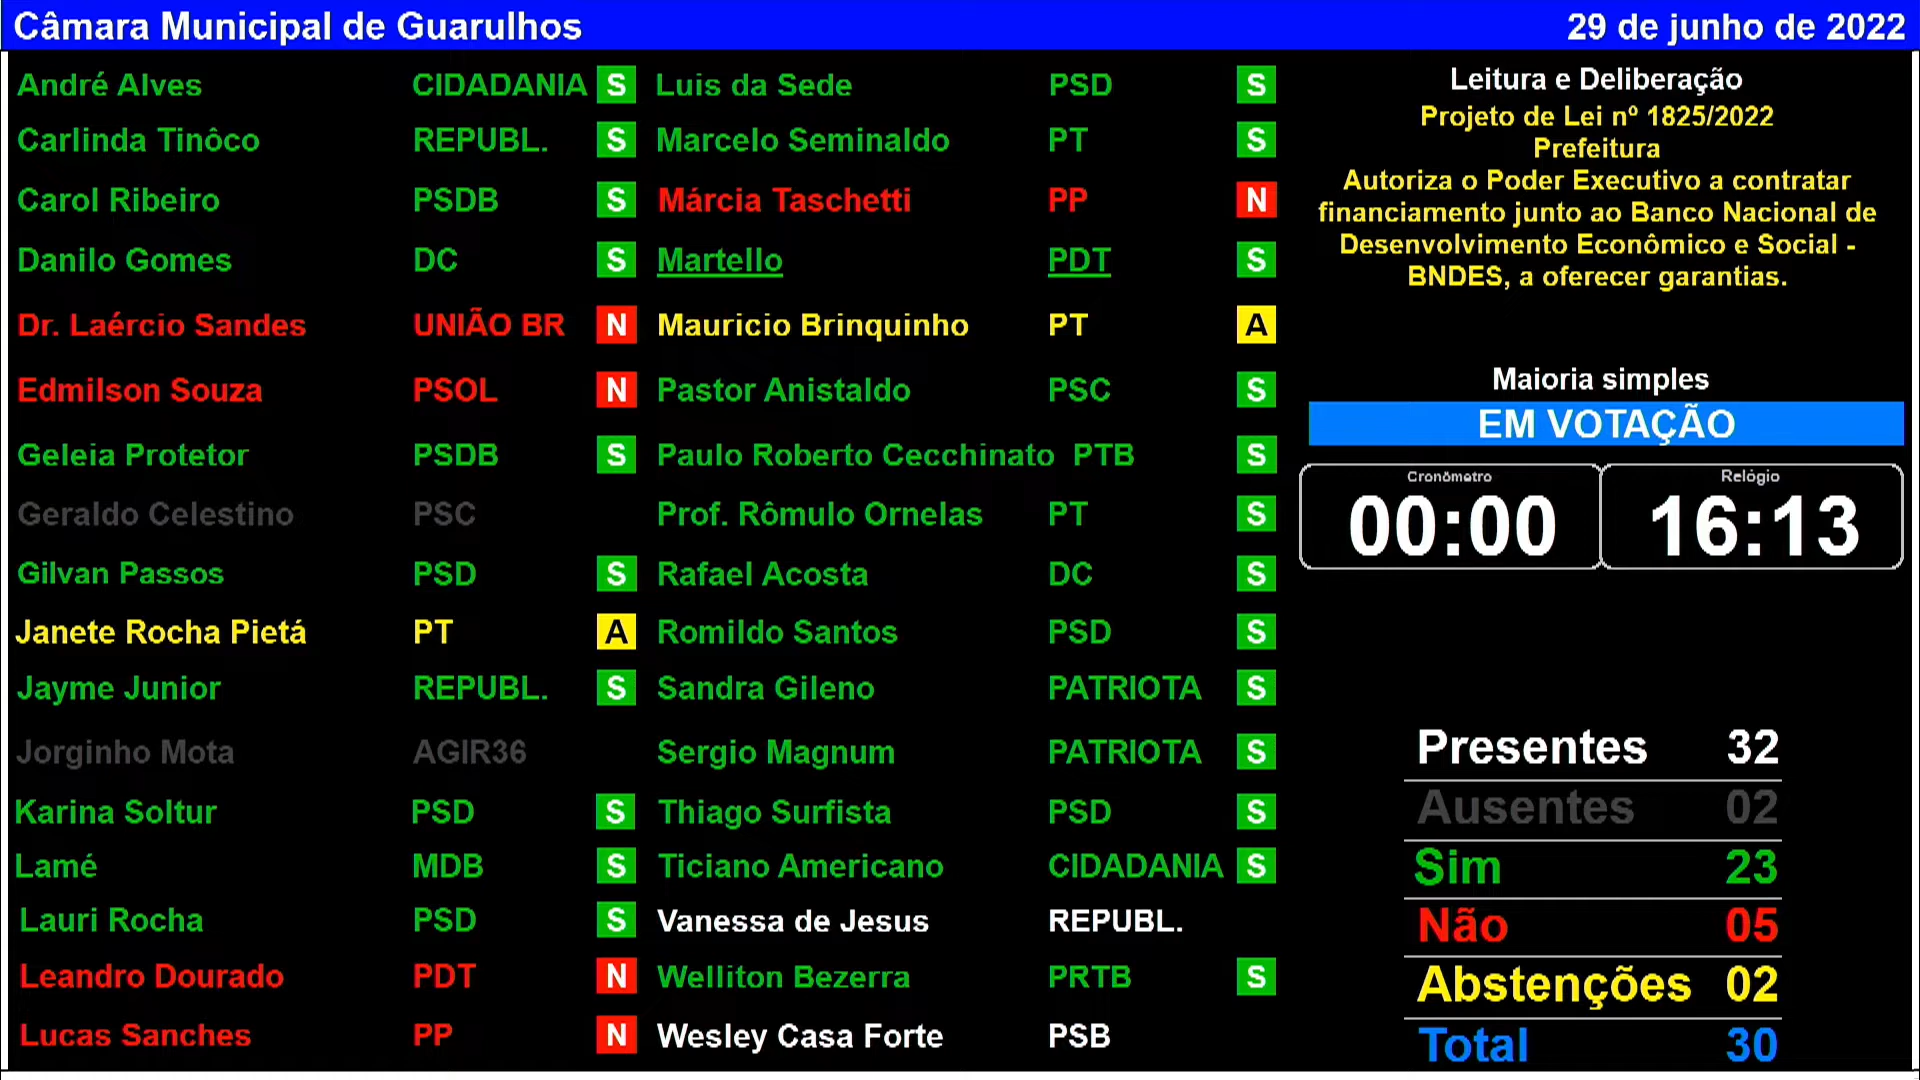 Câmara Municipal de Guarulhos 29 de junho de 2022
André Alves CIDADANIA S Luis da Sede PSD S
Carlinda Tinôco REPUBL. S Marcelo Seminaldo PT S
Carol Ribeiro PSDB S Márcia Taschetti PP N
Danilo Gomes DC S Martello PDT S
Dr. Laércio Sandes UNIÃO BR N Mauricio Brinquinho PT A
Edmilson Souza PSOL N Pastor Anistaldo PSC S
Geleia Protetor PSDB S Paulo Roberto Cecchinato PTB S
Geraldo Celestino PSC Prof. Rômulo Ornelas PT S
Gilvan Passos PSD S Rafael Acosta DC S
Janete Rocha Pietá PT A Romildo Santos PSD S
Jayme Junior REPUBL. S Sandra Gileno PATRIOTA S
Jorginho Mota AGIR36 Sergio Magnum PATRIOTA S
Karina Soltur PSD S Thiago Surfista PSD S
Lamé MDB S Ticiano Americano CIDADANIA S
Lauri Rocha PSD S Vanessa de Jesus REPUBL.
Leandro Dourado PDT N Welliton Bezerra PRTB S
Lucas Sanches PP N Wesley Casa Forte PSB
Leitura e Deliberação
Projeto de Lei nº 1825/2022
Prefeitura
Autoriza o Poder Executivo a contratar
financiamento junto ao Banco Nacional de
Desenvolvimento Econômico e Social -
BNDES, a oferecer garantias.
Maioria simples
EM VOTAÇÃO
Cronômetro Relógio
00:00 16:13
Presentes 32
Ausentes 02
Sim 23
Não 05
Abstenções 02
Total 30